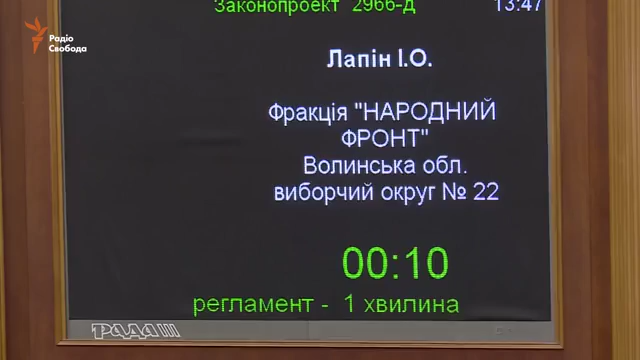 Радіо
Свобода
Законопроект 2966-д 13:47
Лапін І.О.
Фракція "НАРОДНИЙ
ФРОНТ"
Волинська обл.
виборчий округ № 22
00:10
регламент - 1 хвилина
РАДА III